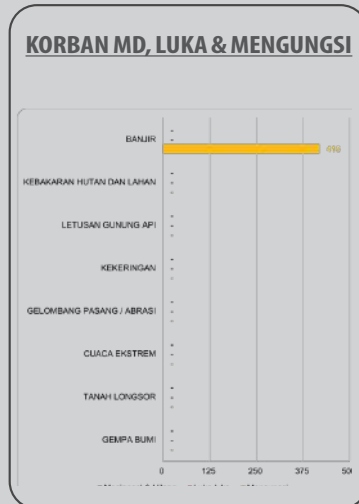 KORBAN MD, LUKA & MENGUNGSI
BANJIR
KEBAKARAN HUTAN DAN LAHAN
LETUSAN GUNUNG API
KEKERINGAN
GELOMBANG PASANG / ABRASI
CUACA EKSTREM
TANAH LONGSOR
GEMPA BUMI
0 125 250 375